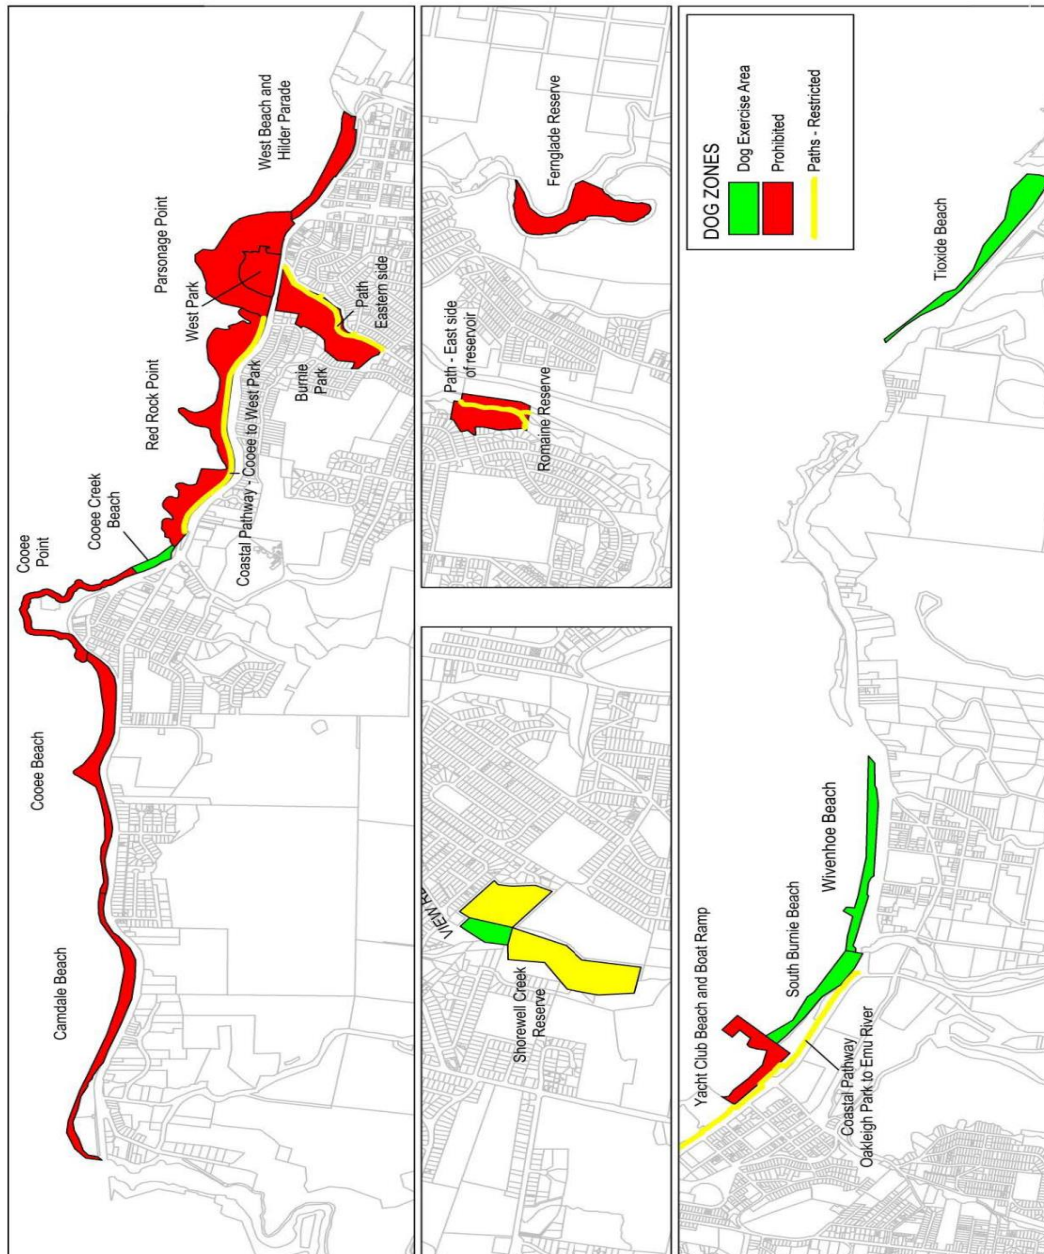 Camdale Beach
Cooee Beach
Cooee
Point
Cooee Creek
Beach
Red Rock Point
Parsonage Point
West Park
West Beach and
Hilder Parade
Coastal Pathway - Cooee to West Park
Burnie
Park
Path
Eastern side
VIEW RD
Shorewell Creek
Reserve
Path - East side
of reservoir
Romaine Reserve
Fernglade Reserve
Yacht Club Beach and Boat Ramp
South Burnie Beach
Wivenhoe Beach
Coastal Pathway
Oakleigh Park to Emu River
Tioxide Beach
DOG ZONES
Dog Exercise Area
Prohibited
Paths - Restricted